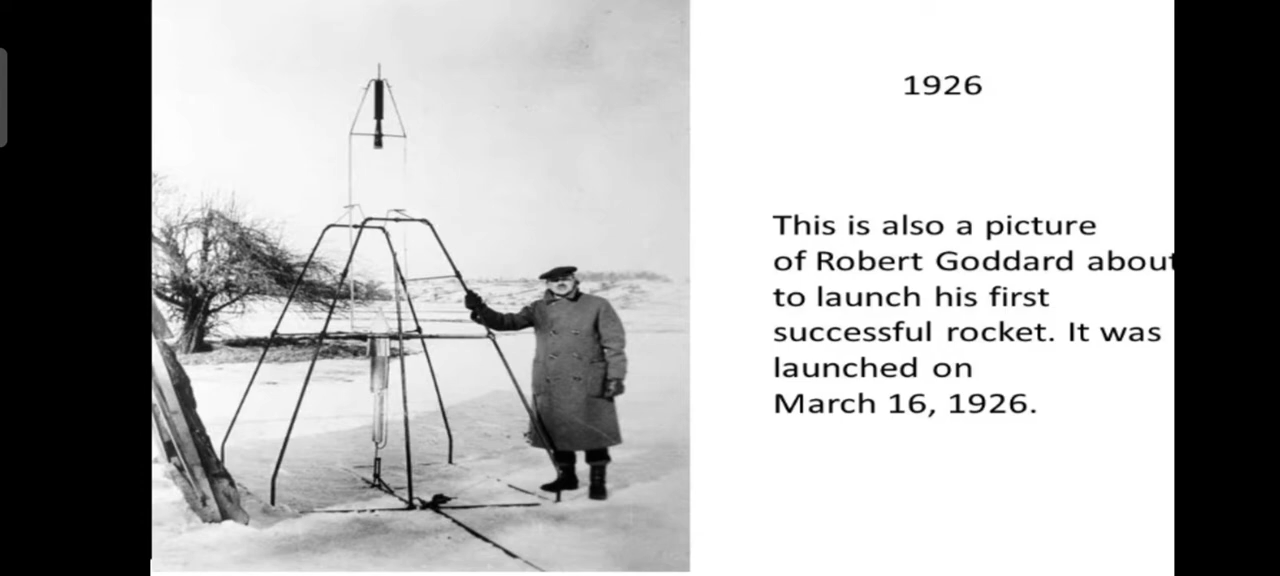 1926
This is also a picture
of Robert Goddard about
to launch his first
successful rocket. It was
launched on
March 16, 1926.